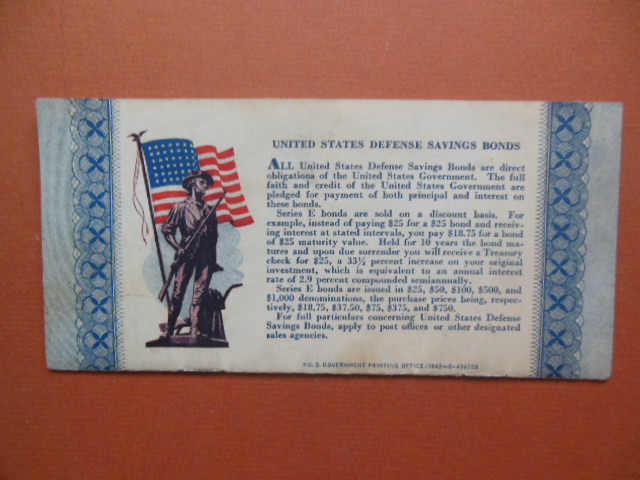 UNITED STATES DEFENSE SAVINGS BONDS
ALL United States Defense Savings Bonds are direct
obligations of the United States Government. The full
faith and credit of the United States Government are
pledged for payment of both principal and interest on
these bonds.
Series E bonds are sold on a discount basis. For
example, instead of paying $25 for a $25 bond and receiv-
ing interest at stated intervals, you pay $18.75 for a bond
of $25 maturity value. Held for 10 years the bond ma-
tures and upon due surrender you will receive a Treasury
check for $25, a 33⅓ percent increase on your original
investment, which is equivalent to an annual interest
rate of 2.9 percent compounded semiannually.
Series E bonds are issued in $25, $50, $100, $500, and
$1,000 denominations, the purchase prices being, respec-
tively, $18.75, $37.50, $75, $375, and $750.
For full particulars concerning United States Defense
Savings Bonds, apply to post offices or other designated
sales agencies.
U. S. GOVERNMENT PRINTING OFFICE: 1942—O-